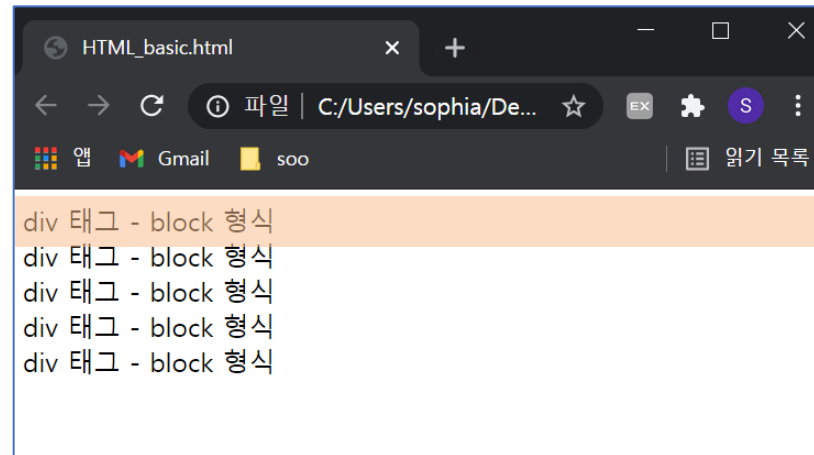 HTML_basic.html
파일 C:/Users/sophia/De... EX S
앱 Gmail soo 읽기 목록
div 태그 - block 형식
div 태그 - block 형식
div 태그 - block 형식
div 태그 - block 형식
div 태그 - block 형식